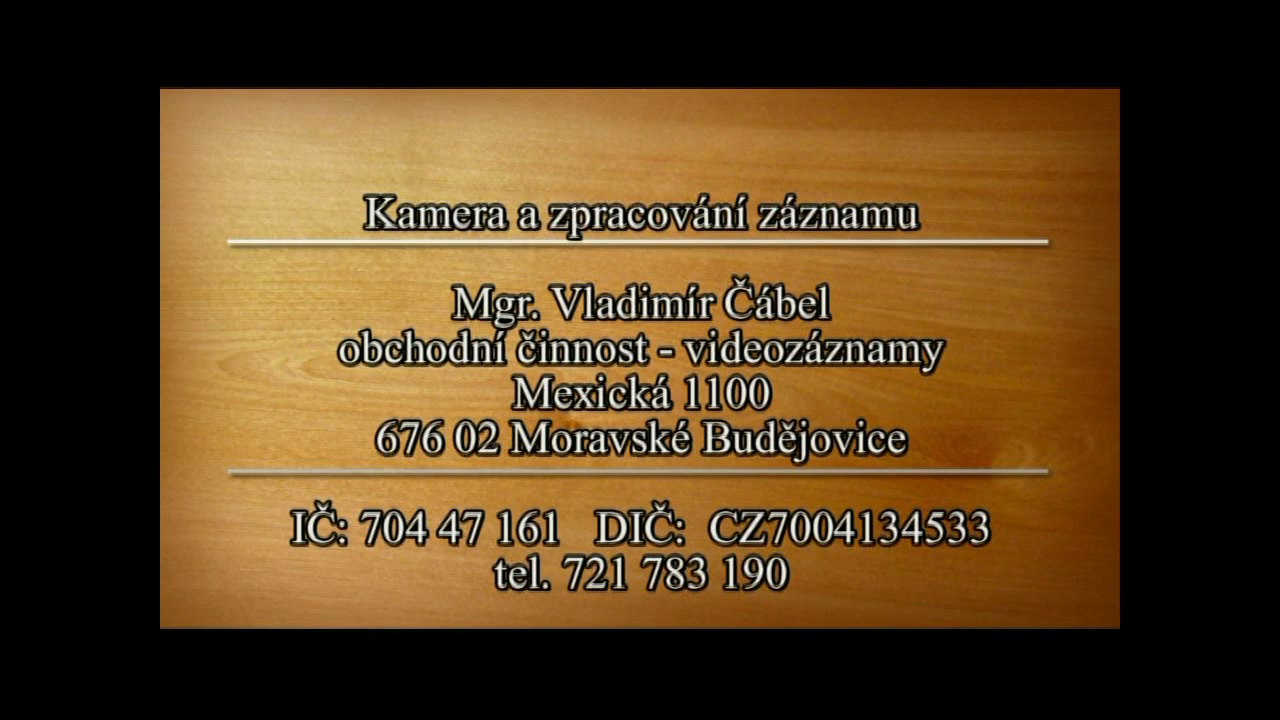 Kamera a zpracování záznamu
Mgr. Vladimír Čábel
obchodní činnost - videozáznamy
Mexická 1100
676 02 Moravské Budějovice
IČ: 704 47 161 DIČ: CZ7004134533
tel. 721 783 190